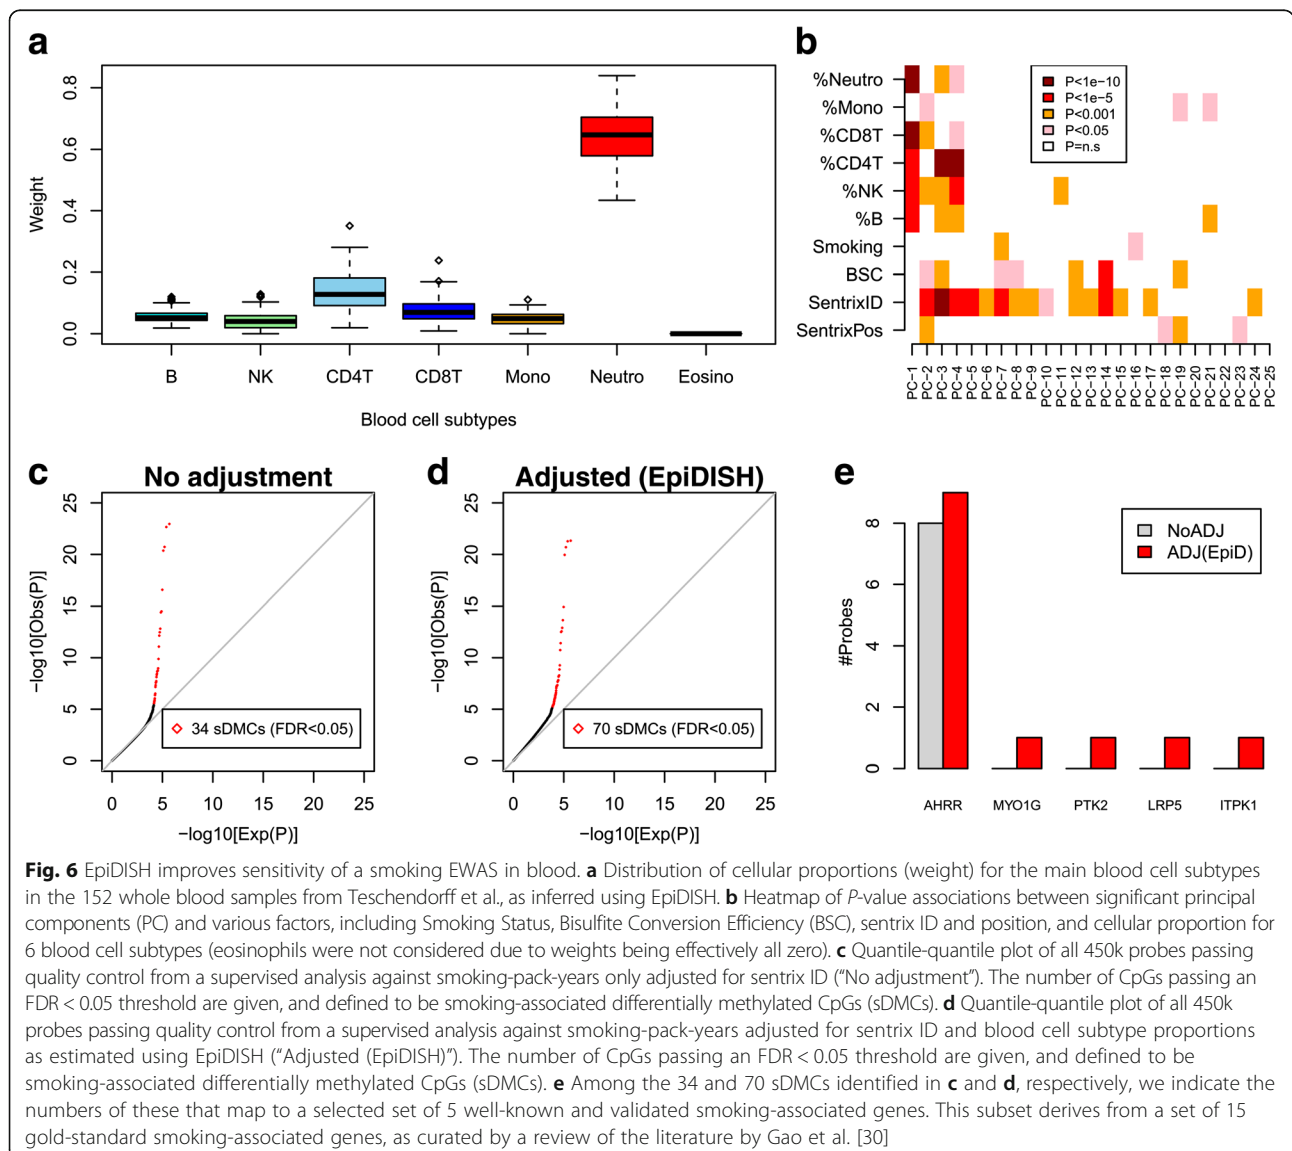 a
0.8
0.6
0.4
0.2
0.0
Weight
B NK CD4T CD8T Mono Neutro Eosino
Blood cell subtypes
b
%Neutro
%Mono
%CD8T
%CD4T
%NK
%B
Smoking
BSC
SentrixID
SentrixPos
P<1e−10
P<1e−5
P<0.001
P<0.05
P=n.s
PC−1
PC−2
PC−3
PC−4
PC−5
PC−6
PC−7
PC−8
PC−9
PC−10
PC−11
PC−12
PC−13
PC−14
PC−15
PC−16
PC−17
PC−18
PC−19
PC−20
PC−21
PC−22
PC−23
PC−24
PC−25
c
No adjustment
25
20
15
10
5
0
−log10[Obs(P)]
34 sDMCs (FDR<0.05)
0 5 10 15 20 25
−log10[Exp(P)]
d
Adjusted (EpiDISH)
25
20
15
10
5
0
−log10[Obs(P)]
70 sDMCs (FDR<0.05)
0 5 10 15 20 25
−log10[Exp(P)]
e
8
6
4
2
0
#Probes
NoADJ
ADJ(EpiD)
AHRR MYO1G PTK2 LRP5 ITPK1
Fig. 6 EpiDISH improves sensitivity of a smoking EWAS in blood. a Distribution of cellular proportions (weight) for the main blood cell subtypes
in the 152 whole blood samples from Teschendorff et al., as inferred using EpiDISH. b Heatmap of P-value associations between significant principal
components (PC) and various factors, including Smoking Status, Bisulfite Conversion Efficiency (BSC), sentrix ID and position, and cellular proportion for
6 blood cell subtypes (eosinophils were not considered due to weights being effectively all zero). c Quantile-quantile plot of all 450k probes passing
quality control from a supervised analysis against smoking-pack-years only adjusted for sentrix ID (“No adjustment”). The number of CpGs passing an
FDR < 0.05 threshold are given, and defined to be smoking-associated differentially methylated CpGs (sDMCs). d Quantile-quantile plot of all 450k
probes passing quality control from a supervised analysis against smoking-pack-years adjusted for sentrix ID and blood cell subtype proportions
as estimated using EpiDISH (“Adjusted (EpiDISH)”). The number of CpGs passing an FDR < 0.05 threshold are given, and defined to be
smoking-associated differentially methylated CpGs (sDMCs). e Among the 34 and 70 sDMCs identified in c and d, respectively, we indicate the
numbers of these that map to a selected set of 5 well-known and validated smoking-associated genes. This subset derives from a set of 15
gold-standard smoking-associated genes, as curated by a review of the literature by Gao et al. [30]